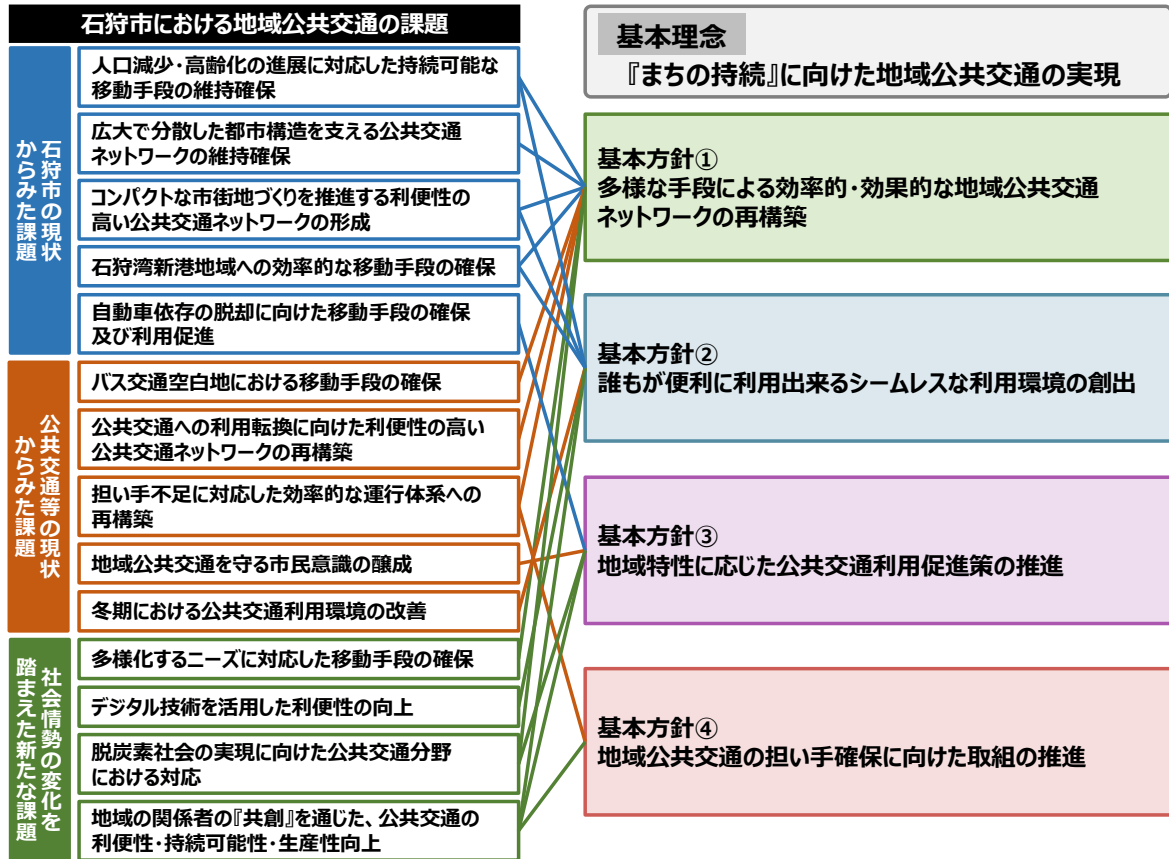 石狩市における地域公共交通の課題
石狩市の現状
からみた課題
人口減少・高齢化の進展に対応した持続可能な
移動手段の維持確保
広大で分散した都市構造を支える公共交通
ネットワークの維持確保
コンパクトな市街地づくりを推進する利便性の
高い公共交通ネットワークの形成
石狩湾新港地域への効率的な移動手段の確保
自動車依存の脱却に向けた移動手段の確保
及び利用促進
公共交通等の現状
からみた課題
バス交通空白地における移動手段の確保
公共交通への利用転換に向けた利便性の高い
公共交通ネットワークの再構築
担い手不足に対応した効率的な運行体系への
再構築
地域公共交通を守る市民意識の醸成
冬期における公共交通利用環境の改善
社会情勢の変化を
踏まえた新たな課題
多様化するニーズに対応した移動手段の確保
デジタル技術を活用した利便性の向上
脱炭素社会の実現に向けた公共交通分野
における対応
地域の関係者の『共創』を通じた、公共交通の
利便性・持続可能性・生産性向上
基本理念
『まちの持続』に向けた地域公共交通の実現
基本方針①
多様な手段による効率的・効果的な地域公共交通
ネットワークの再構築
基本方針②
誰もが便利に利用出来るシームレスな利用環境の創出
基本方針③
地域特性に応じた公共交通利用促進策の推進
基本方針④
地域公共交通の担い手確保に向けた取組の推進